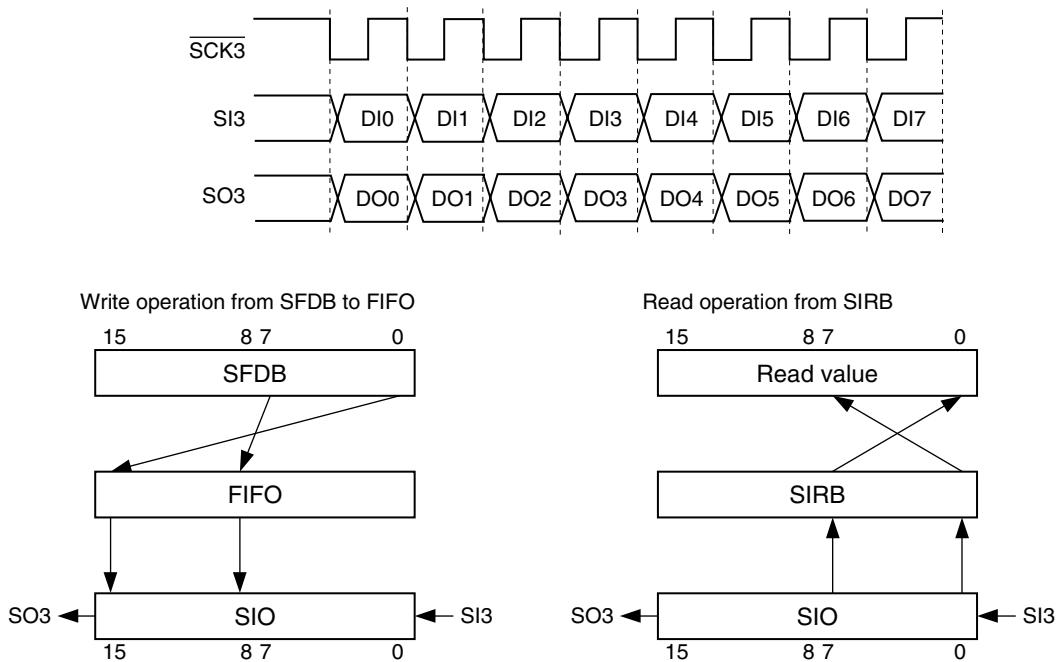 SCK3
SI3 DI0 DI1 DI2 DI3 DI4 DI5 DI6 DI7
SO3 DO0 DO1 DO2 DO3 DO4 DO5 DO6 DO7
Write operation from SFDB to FIFO
15 8 7 0
SFDB
FIFO
SO3 SIO SI3
15 8 7 0
Read operation from SIRB
15 8 7 0
Read value
SIRB
SO3 SIO SI3
15 8 7 0